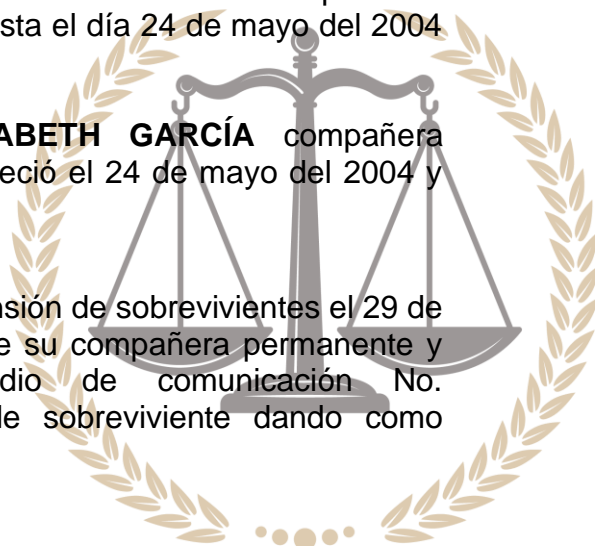 sta el día 24 de mayo del 2004
ABETH GARCÍA compañera
eció el 24 de mayo del 2004 y
nsión de sobrevivientes el 29 de
e su compañera permanente y
dio de comunicación No.
le sobreviviente dando como